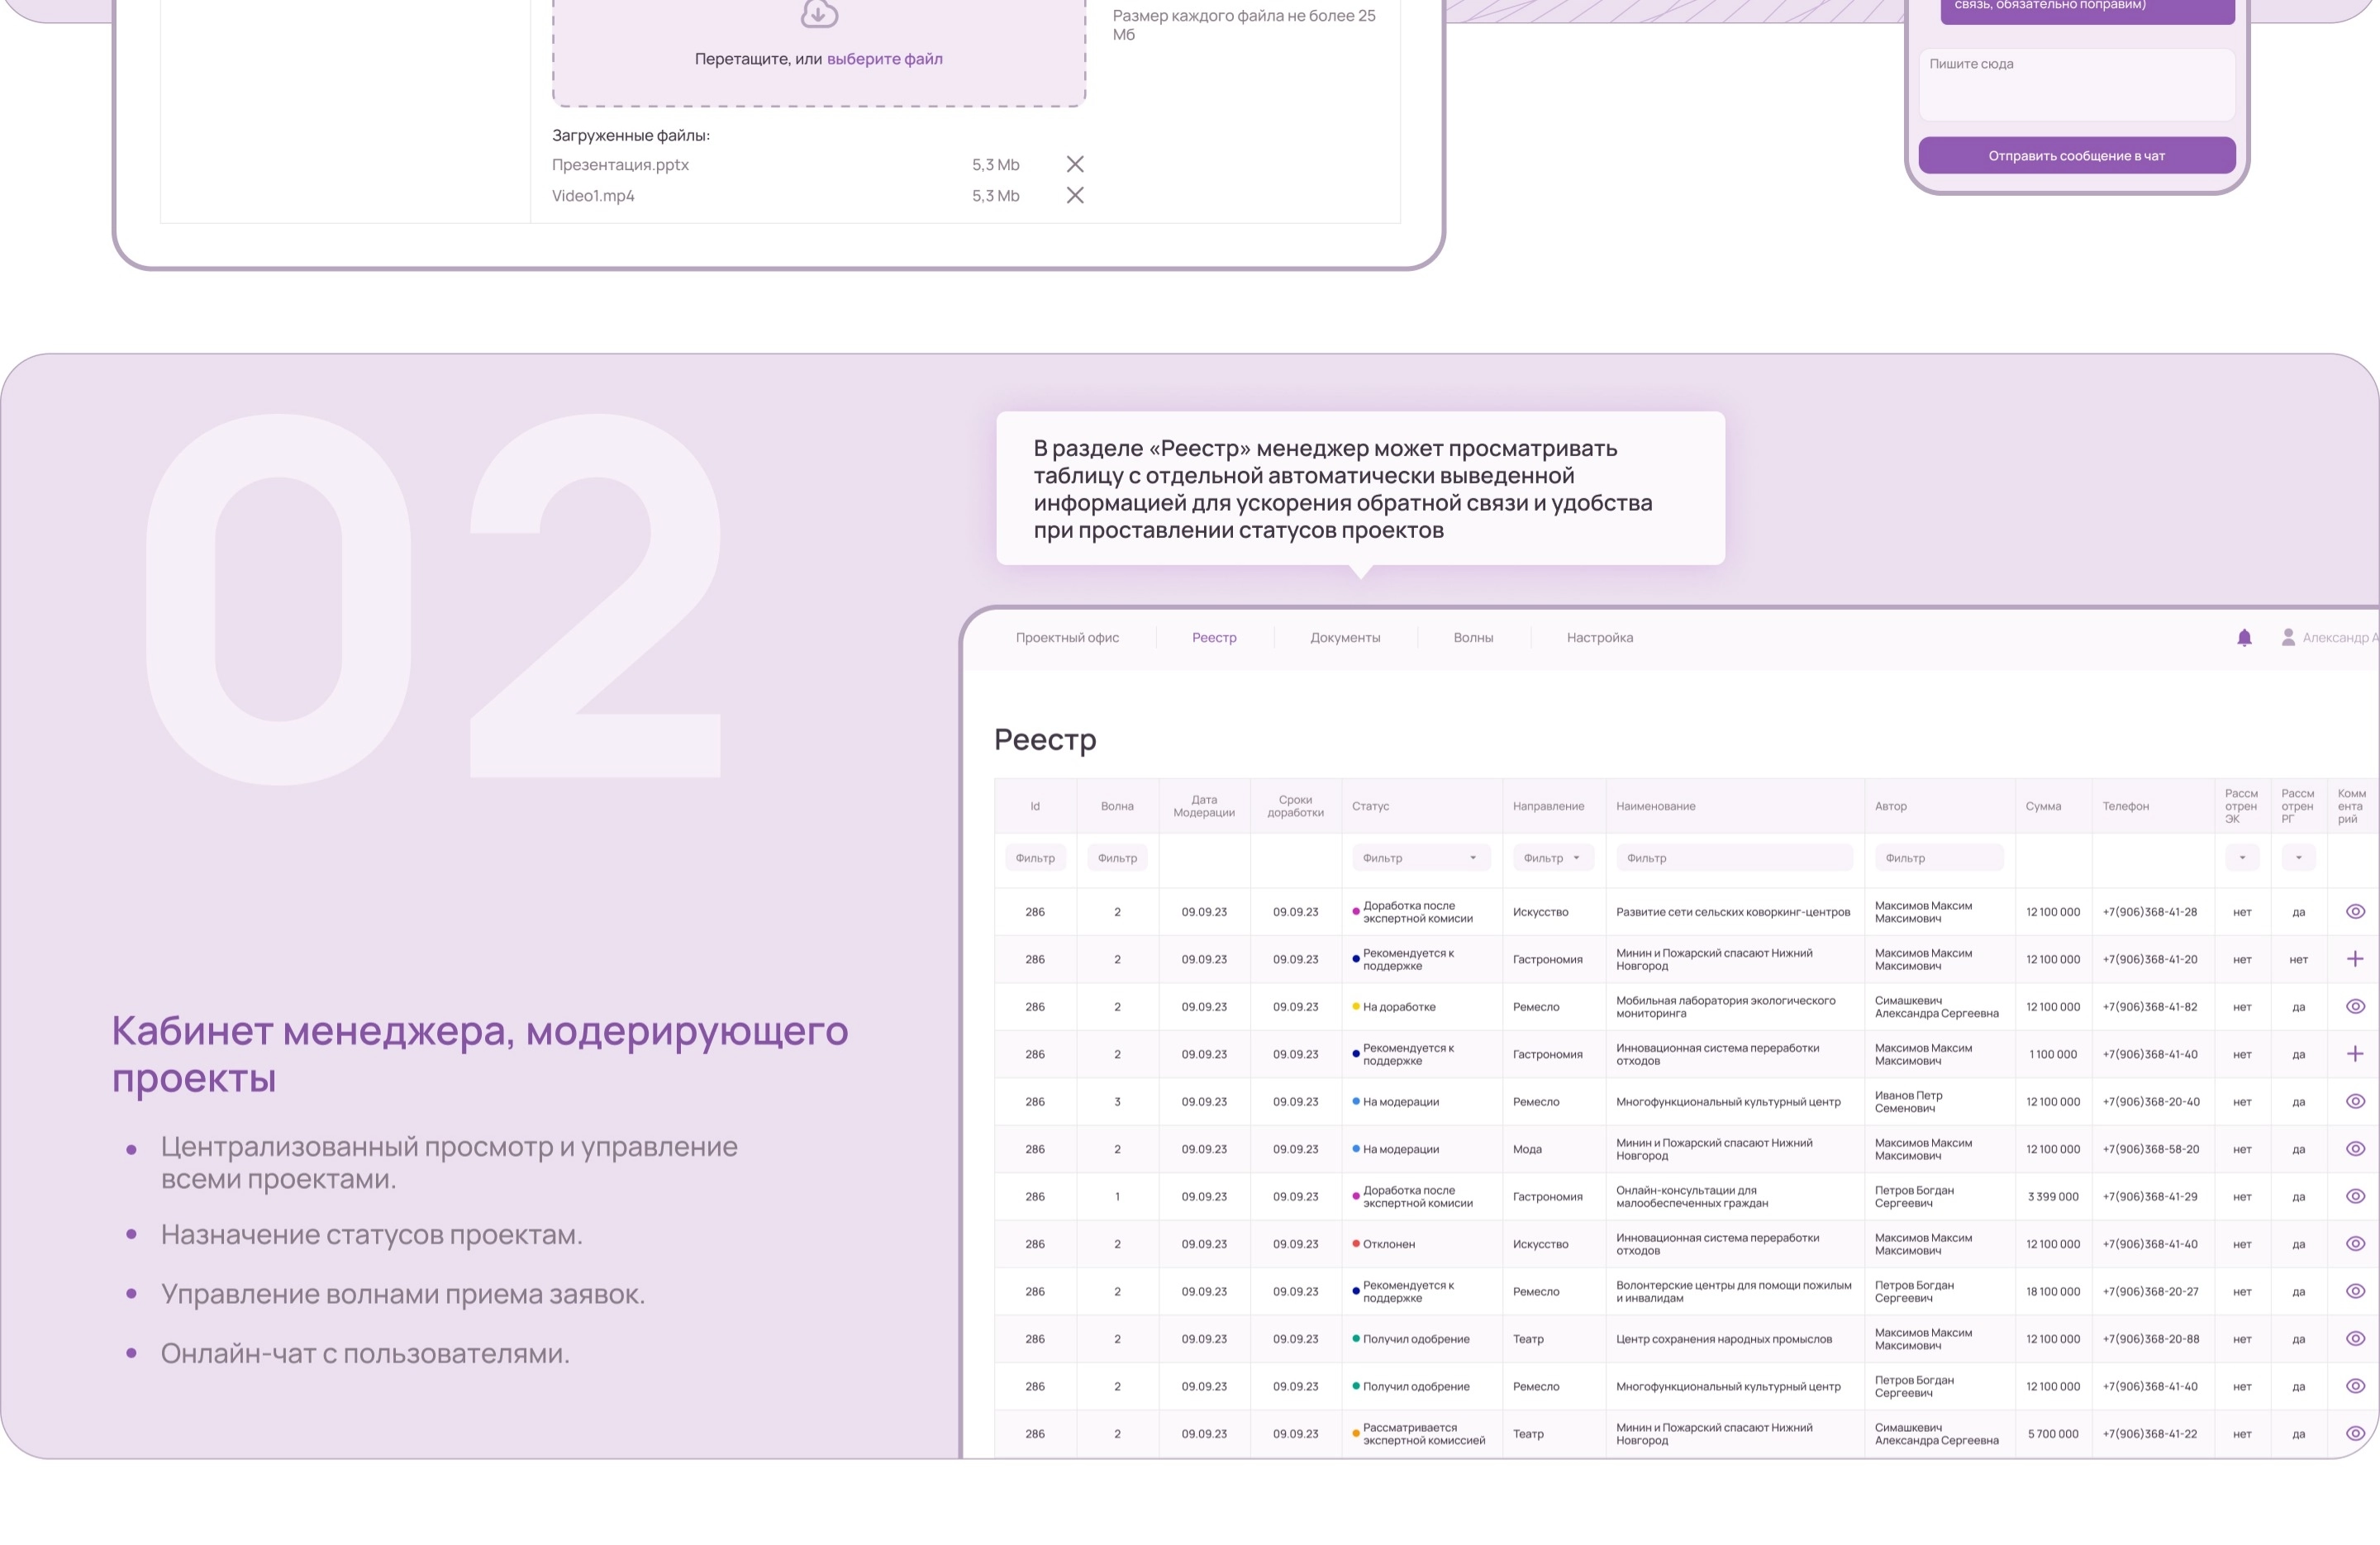 связь, обязательно поправим)
Размер каждого файла не более 25
Мб
Перетащите, или выберите файл
Пишите сюда
Загруженные файлы:
Презентация.pptx 5,3 Mb
Video1.mp4 5,3 Mb
Отправить сообщение в чат
02
В разделе «Реестр» менеджер может просматривать
таблицу с отдельной автоматически выведенной
информацией для ускорения обратной связи и удобства
при проставлении статусов проектов
Кабинет менеджера, модерирующего
проекты
Централизованный просмотр и управление
всеми проектами.
Назначение статусов проектам.
Управление волнами приема заявок.
Онлайн-чат с пользователями.
Проектный офис Реестр Документы Волны Настройка Александр А
Реестр
Id Волна Дата Модерации Сроки доработки Статус Направление Наименование Автор Сумма Телефон Рассм отрен ЭК Рассм отрен РГ Комм ента рий
Фильтр Фильтр Фильтр Фильтр Фильтр Фильтр
286 2 09.09.23 09.09.23 Доработка после экспертной комисии Искусство Развитие сети сельских коворкинг-центров Максимов Максим Максимович 12 100 000 +7(906)368-41-28 нет да
286 2 09.09.23 09.09.23 Рекомендуется к поддержке Гастрономия Минин и Пожарский спасают Нижний Новгород Максимов Максим Максимович 12 100 000 +7(906)368-41-20 нет нет
286 2 09.09.23 09.09.23 На доработке Ремесло Мобильная лаборатория экологического мониторинга Симашкевич Александра Сергеевна 12 100 000 +7(906)368-41-82 нет да
286 2 09.09.23 09.09.23 Рекомендуется к поддержке Гастрономия Инновационная система переработки отходов Максимов Максим Максимович 1 100 000 +7(906)368-41-40 нет да
286 3 09.09.23 09.09.23 На модерации Ремесло Многофункциональный культурный центр Иванов Петр Семенович 12 100 000 +7(906)368-20-40 нет да
286 2 09.09.23 09.09.23 На модерации Мода Минин и Пожарский спасают Нижний Новгород Максимов Максим Максимович 12 100 000 +7(906)368-58-20 нет да
286 1 09.09.23 09.09.23 Доработка после экспертной комисии Гастрономия Онлайн-консультации для малообеспеченных граждан Петров Богдан Сергеевич 3 399 000 +7(906)368-41-29 нет да
286 2 09.09.23 09.09.23 Отклонен Искусство Инновационная система переработки отходов Максимов Максим Максимович 12 100 000 +7(906)368-41-40 нет да
286 2 09.09.23 09.09.23 Рекомендуется к поддержке Ремесло Волонтерские центры для помощи пожилым и инвалидам Петров Богдан Сергеевич 18 100 000 +7(906)368-20-27 нет да
286 2 09.09.23 09.09.23 Получил одобрение Театр Центр сохранения народных промыслов Максимов Максим Максимович 12 100 000 +7(906)368-20-88 нет да
286 2 09.09.23 09.09.23 Получил одобрение Ремесло Многофункциональный культурный центр Петров Богдан Сергеевич 12 100 000 +7(906)368-41-40 нет да
286 2 09.09.23 09.09.23 Рассматривается экспертной комиссией Театр Минин и Пожарский спасают Нижний Новгород Симашкевич Александра Сергеевна 5 700 000 +7(906)368-41-22 нет да